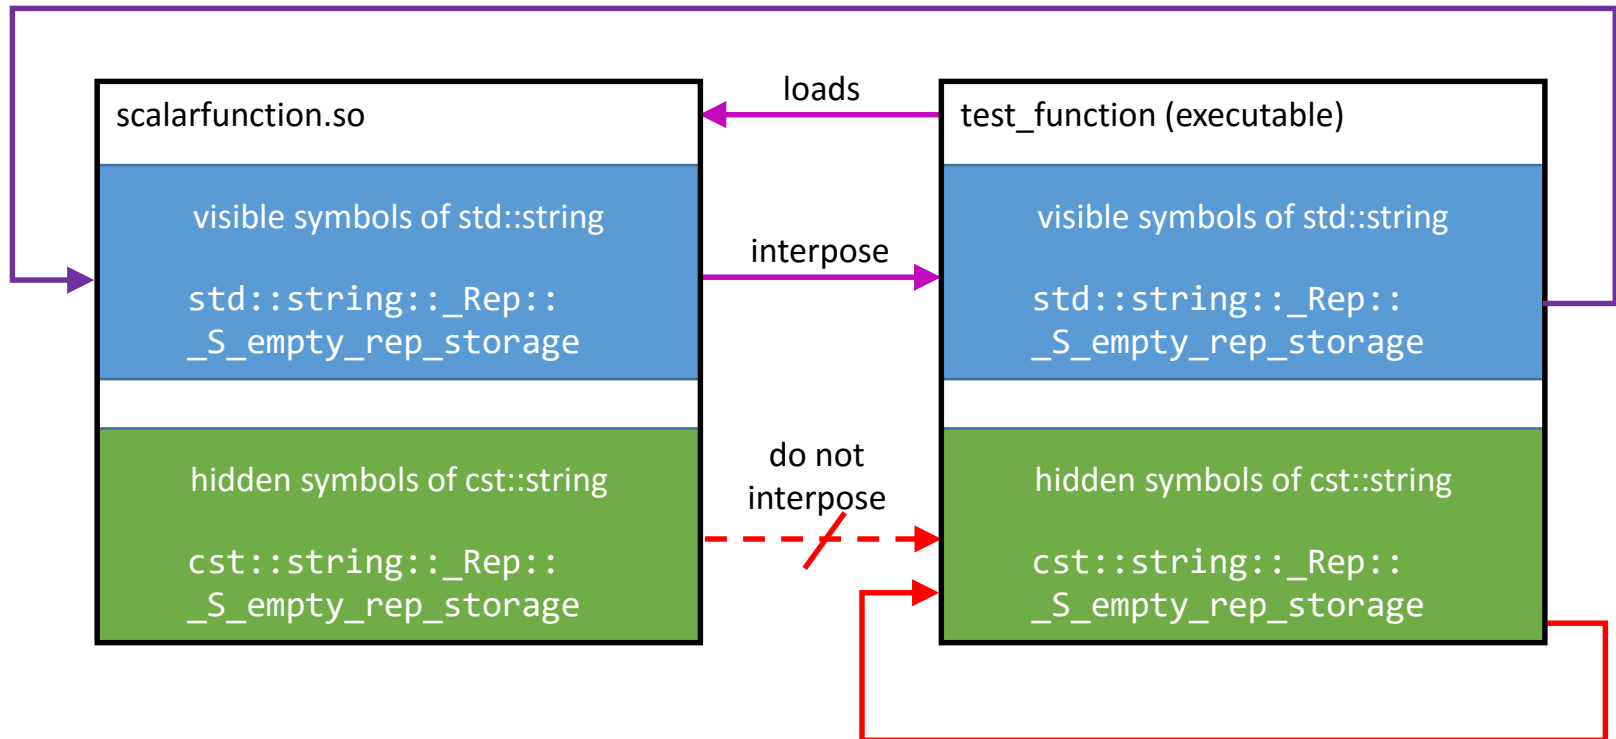 scalarfunction.so
visible symbols of std::string
std::string::_Rep::
_S_empty_rep_storage
hidden symbols of cst::string
cst::string::_Rep::
_S_empty_rep_storage
loads
interpose
do not
interpose
test_function (executable)
visible symbols of std::string
std::string::_Rep::
_S_empty_rep_storage
hidden symbols of cst::string
cst::string::_Rep::
_S_empty_rep_storage